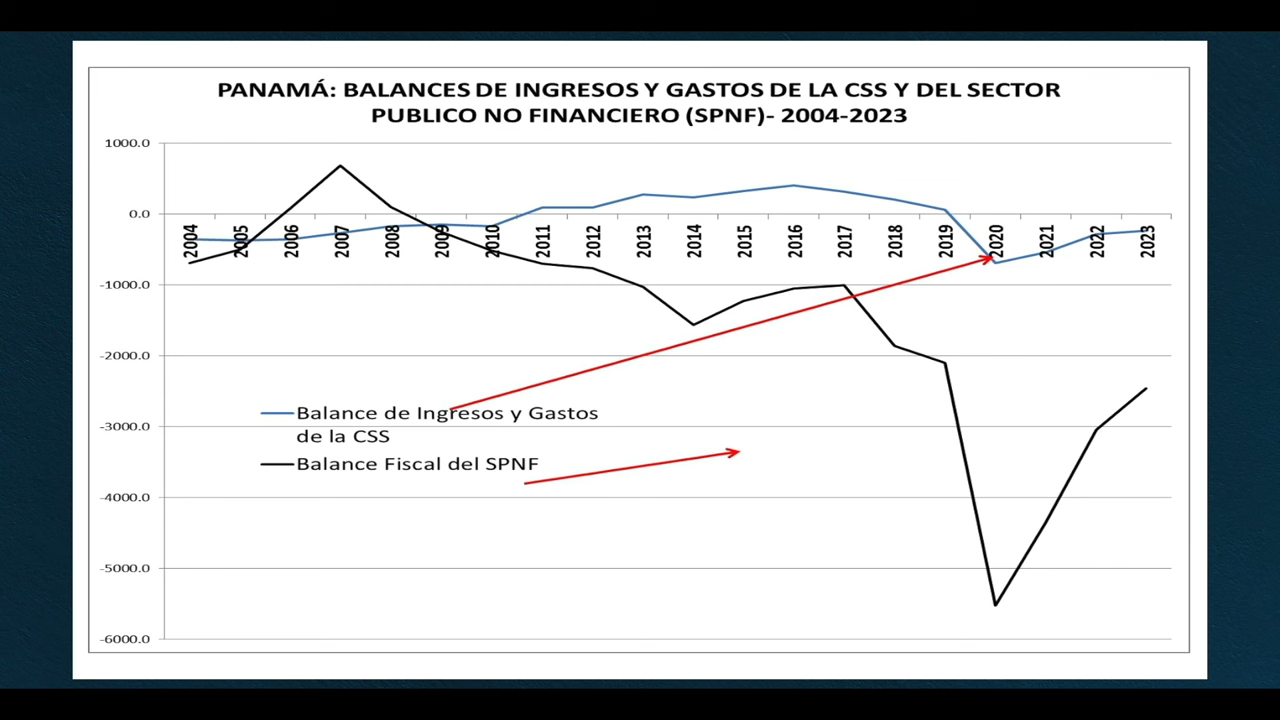 PANAMÁ: BALANCES DE INGRESOS Y GASTOS DE LA CSS Y DEL SECTOR
PUBLICO NO FINANCIERO (SPNF)- 2004-2023
1000.0
0.0
2004 2005 2006 2007 2008 2009 2010 2011 2012 2013 2014 2015 2016 2017 2018 2019 2020 2021 2022 2023
-1000.0
-2000.0
-3000.0
-4000.0
-5000.0
-6000.0
Balance de Ingresos y Gastos
de la CSS
Balance Fiscal del SPNF